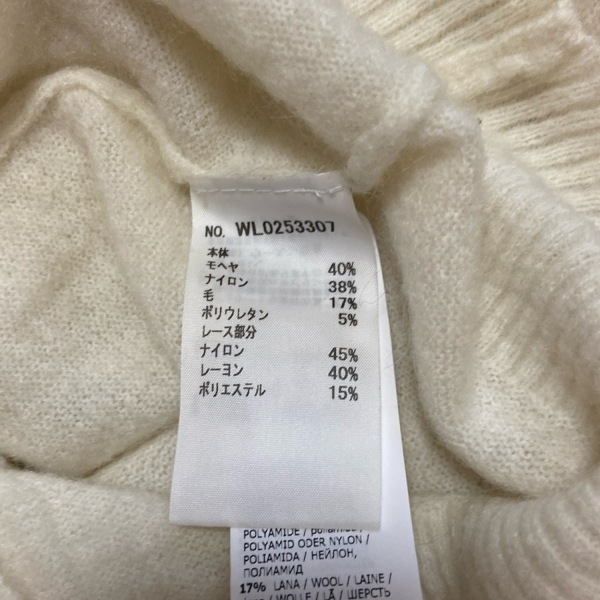 NO. WL0253307
本体
モヘヤ 40%
ナイロン 38%
毛 17%
ポリウレタン 5%
レース部分
ナイロン 45%
レーヨン 40%
ポリエステル 15%
POLYAMIDE /
POLYAMID ODER NYLON /
POLIAMIDA / НЕЙЛОН,
ПОЛИАМИД
17% LANA / WOOL / LAINE /
WOLLE / LÃ / ШЕРСТЬ